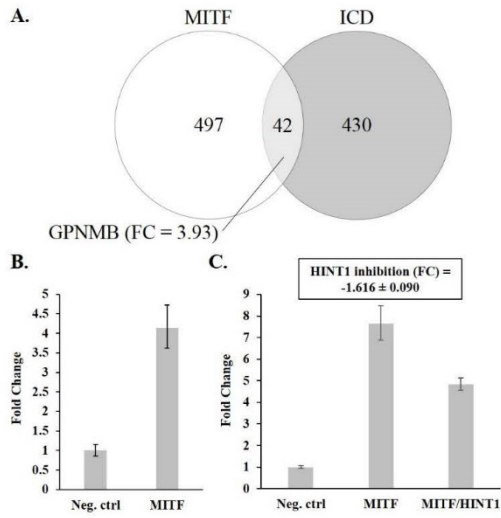 A.
MITF
ICD
497
42
430
GPNMB (FC = 3.93)
B.
Fold Change
5
4.5
4
3.5
3
2.5
2
1.5
1
0.5
0
Neg. ctrl
MITF
C.
HINT1 inhibition (FC) =
-1.616 ± 0.090
Fold Change
9
8
7
6
5
4
3
2
1
0
Neg. ctrl
MITF
MITF/HINT1